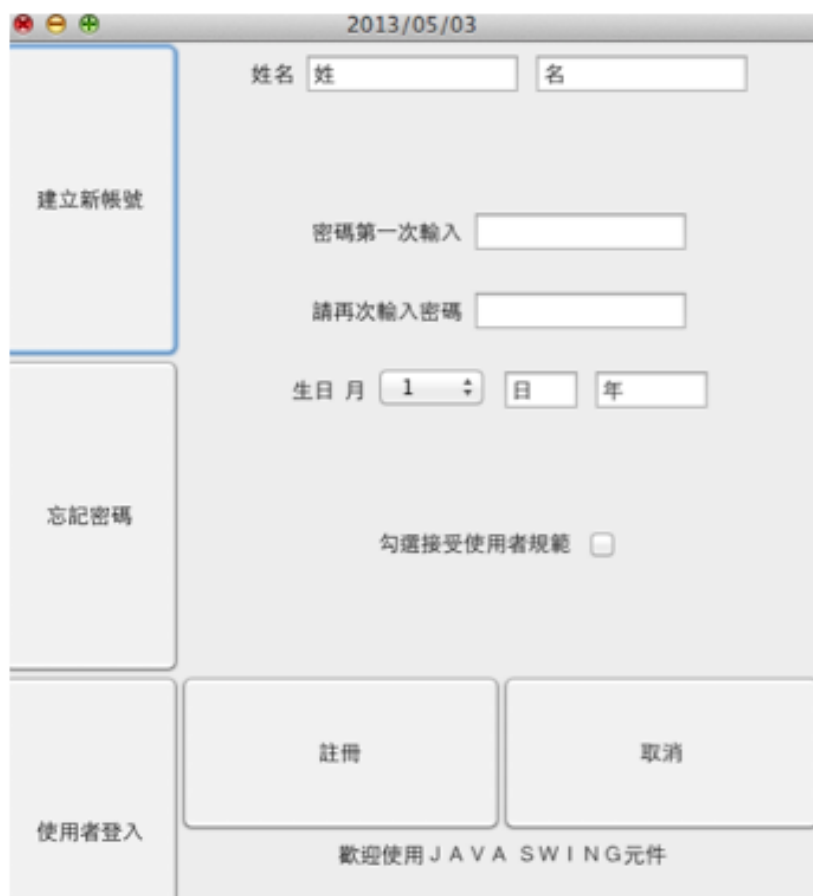 2013/05/03
姓名 姓 名
建立新帳號
密碼第一次輸入
請再次輸入密碼
生日 月 1 日 年
忘記密碼
勾選接受使用者規範
註冊 取消
使用者登入
歡迎使用ＪＡＶＡ ＳＷＩＮＧ元件